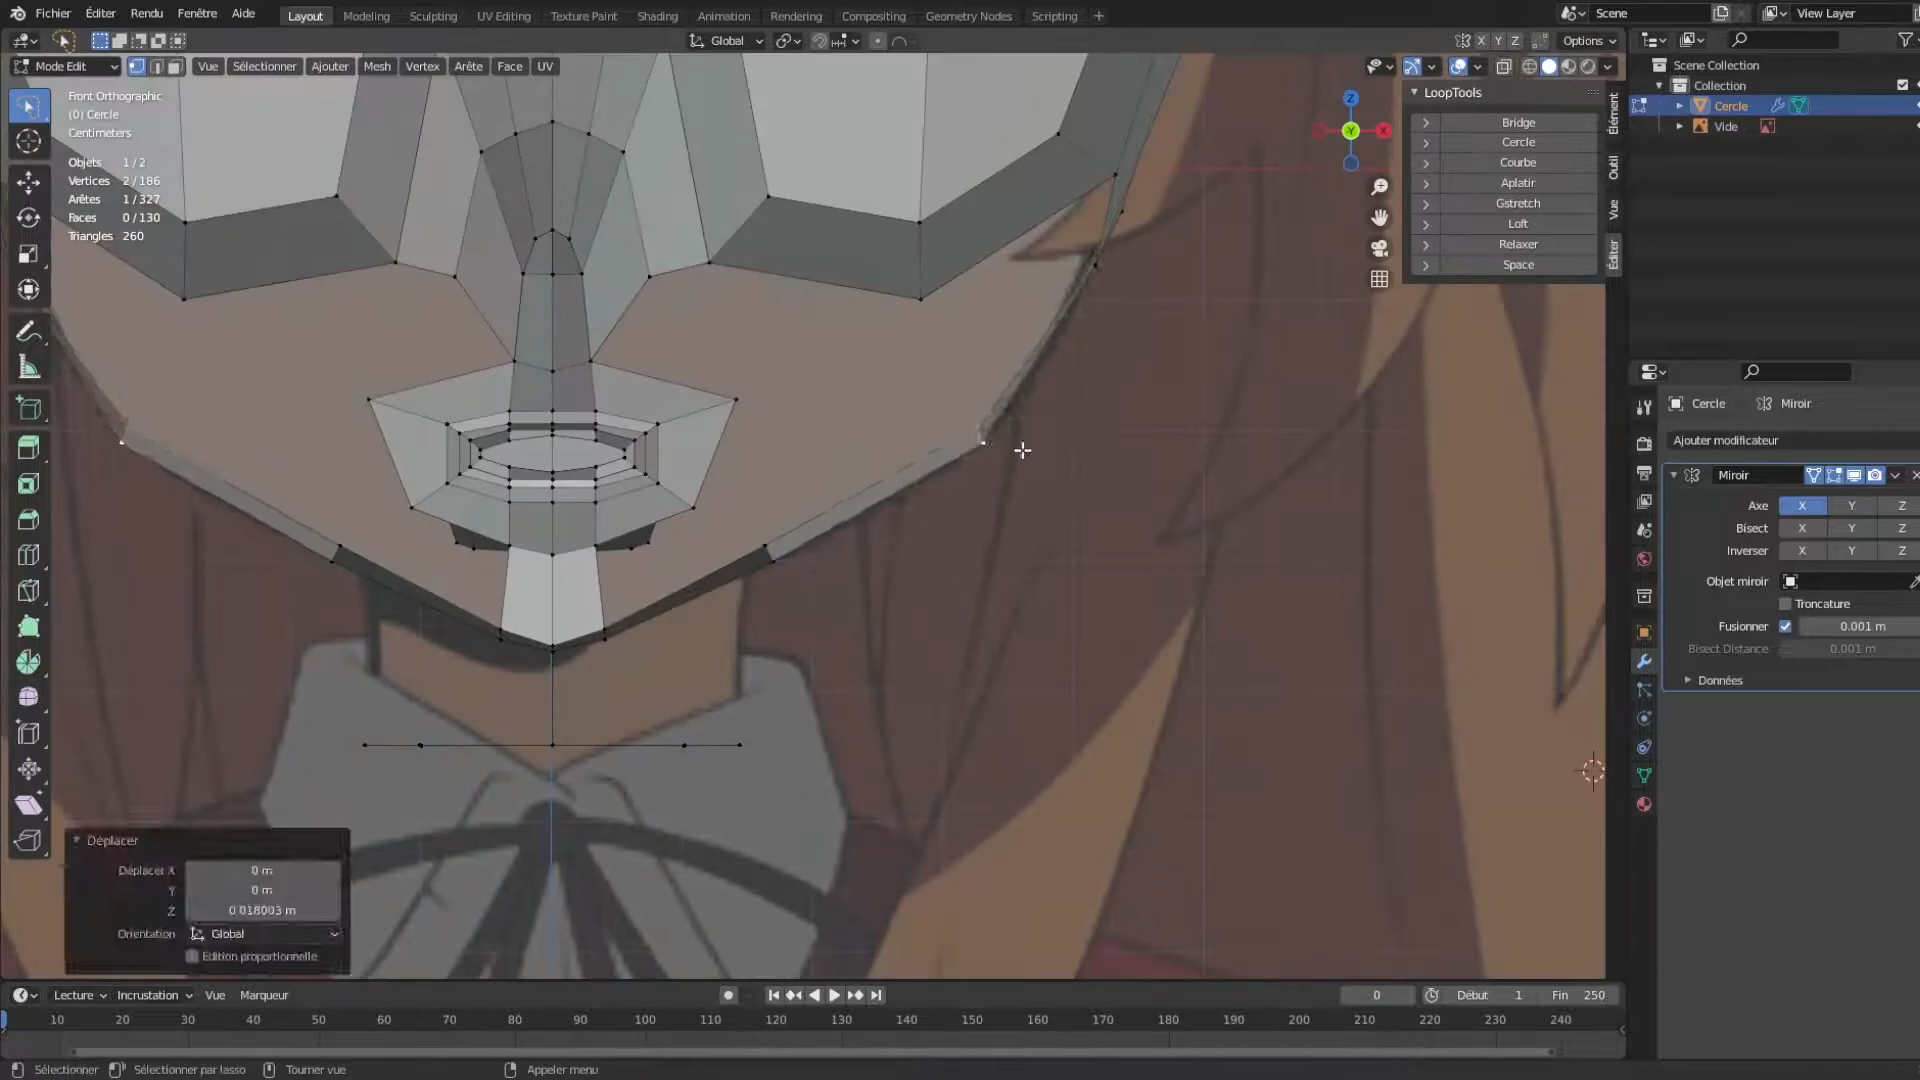 Fichier Éditer Rendu Fenêtre Aide Layout Modeling Sculpting UV Editing Texture Paint Shading Animation Rendering Compositing Geometry Nodes Scripting + Scene View Layer
Global X Y Z Options
Mode Edit Vue Sélectionner Ajouter Mesh Vertex Arête Face UV
Front Orthographic
(0) Cercle
Centimeters
Objets 1 / 2
Vertices 2 / 186
Arêtes 1 / 327
Faces 0 / 130
Triangles 260
Z
Y
X
LoopTools
Bridge
Cercle
Courbe
Aplatir
Gstretch
Loft
Relaxer
Space
Élément
Outil
Vue
Éditer
Scene Collection
Collection
Cercle
Vide
Cercle Miroir
Ajouter modificateur
Miroir
Axe X Y Z
Bisect X Y Z
Inverser X Y Z
Objet miroir
Troncature
Fusionner 0.001 m
Bisect Distance 0.001 m
Données
Déplacer
Déplacer X 0 m
Y 0 m
Z 0.018003 m
Orientation Global
Édition proportionnelle
Lecture Incrustation Vue Marqueur 0 Début 1 Fin 250
10 20 30 40 50 60 70 80 90 100 110 120 130 140 150 160 170 180 190 200 210 220 230 240
Sélectionner Sélectionner par lasso Tourner vue Appeler menu